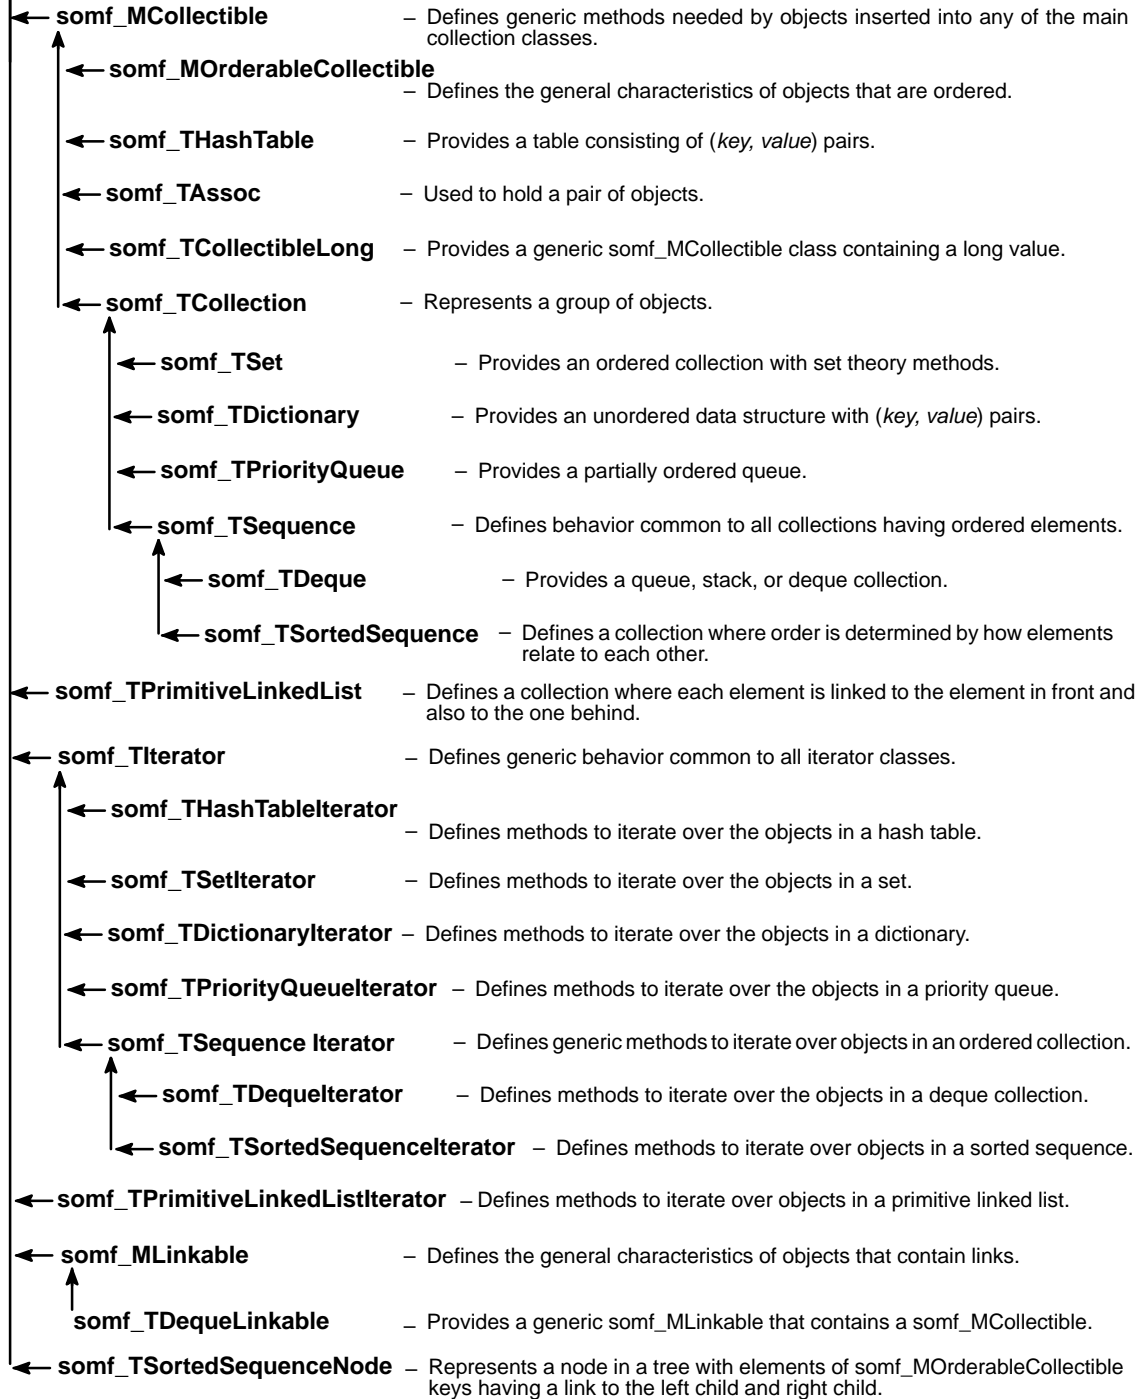 somf_MCollectible – Defines generic methods needed by objects inserted into any of the main
collection classes.
somf_MOrderableCollectible
– Defines the general characteristics of objects that are ordered.
somf_THashTable – Provides a table consisting of (key, value) pairs.
somf_TAssoc – Used to hold a pair of objects.
somf_TCollectibleLong – Provides a generic somf_MCollectible class containing a long value.
somf_TCollection – Represents a group of objects.
somf_TSet – Provides an ordered collection with set theory methods.
somf_TDictionary – Provides an unordered data structure with (key, value) pairs.
somf_TPriorityQueue – Provides a partially ordered queue.
somf_TSequence – Defines behavior common to all collections having ordered elements.
somf_TDeque – Provides a queue, stack, or deque collection.
somf_TSortedSequence – Defines a collection where order is determined by how elements
relate to each other.
somf_TPrimitiveLinkedList – Defines a collection where each element is linked to the element in front and
also to the one behind.
somf_TIterator – Defines generic behavior common to all iterator classes.
somf_THashTableIterator
– Defines methods to iterate over the objects in a hash table.
somf_TSetIterator – Defines methods to iterate over the objects in a set.
somf_TDictionaryIterator – Defines methods to iterate over the objects in a dictionary.
somf_TPriorityQueueIterator – Defines methods to iterate over the objects in a priority queue.
somf_TSequence Iterator – Defines generic methods to iterate over objects in an ordered collection.
somf_TDequeIterator – Defines methods to iterate over the objects in a deque collection.
somf_TSortedSequenceIterator – Defines methods to iterate over objects in a sorted sequence.
somf_TPrimitiveLinkedListIterator – Defines methods to iterate over objects in a primitive linked list.
somf_MLinkable – Defines the general characteristics of objects that contain links.
somf_TDequeLinkable – Provides a generic somf_MLinkable that contains a somf_MCollectible.
somf_TSortedSequenceNode – Represents a node in a tree with elements of somf_MOrderableCollectible
keys having a link to the left child and right child.